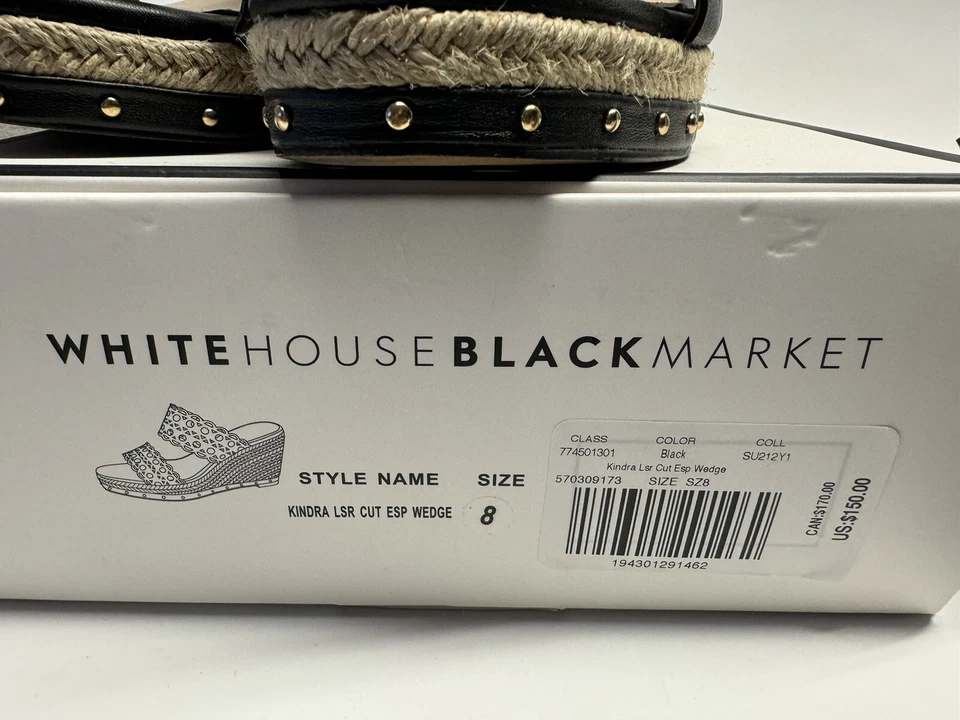 WHITEHOUSEBLACKMARKET
STYLE NAME SIZE
KINDRA LSR CUT ESP WEDGE 8
CLASS COLOR COLL
774501301 Black SU212Y1
Kindra Lsr Cut Esp Wedge
570309173 SIZE SZ8
194301291462
CAN:$170.00
US:$150.00